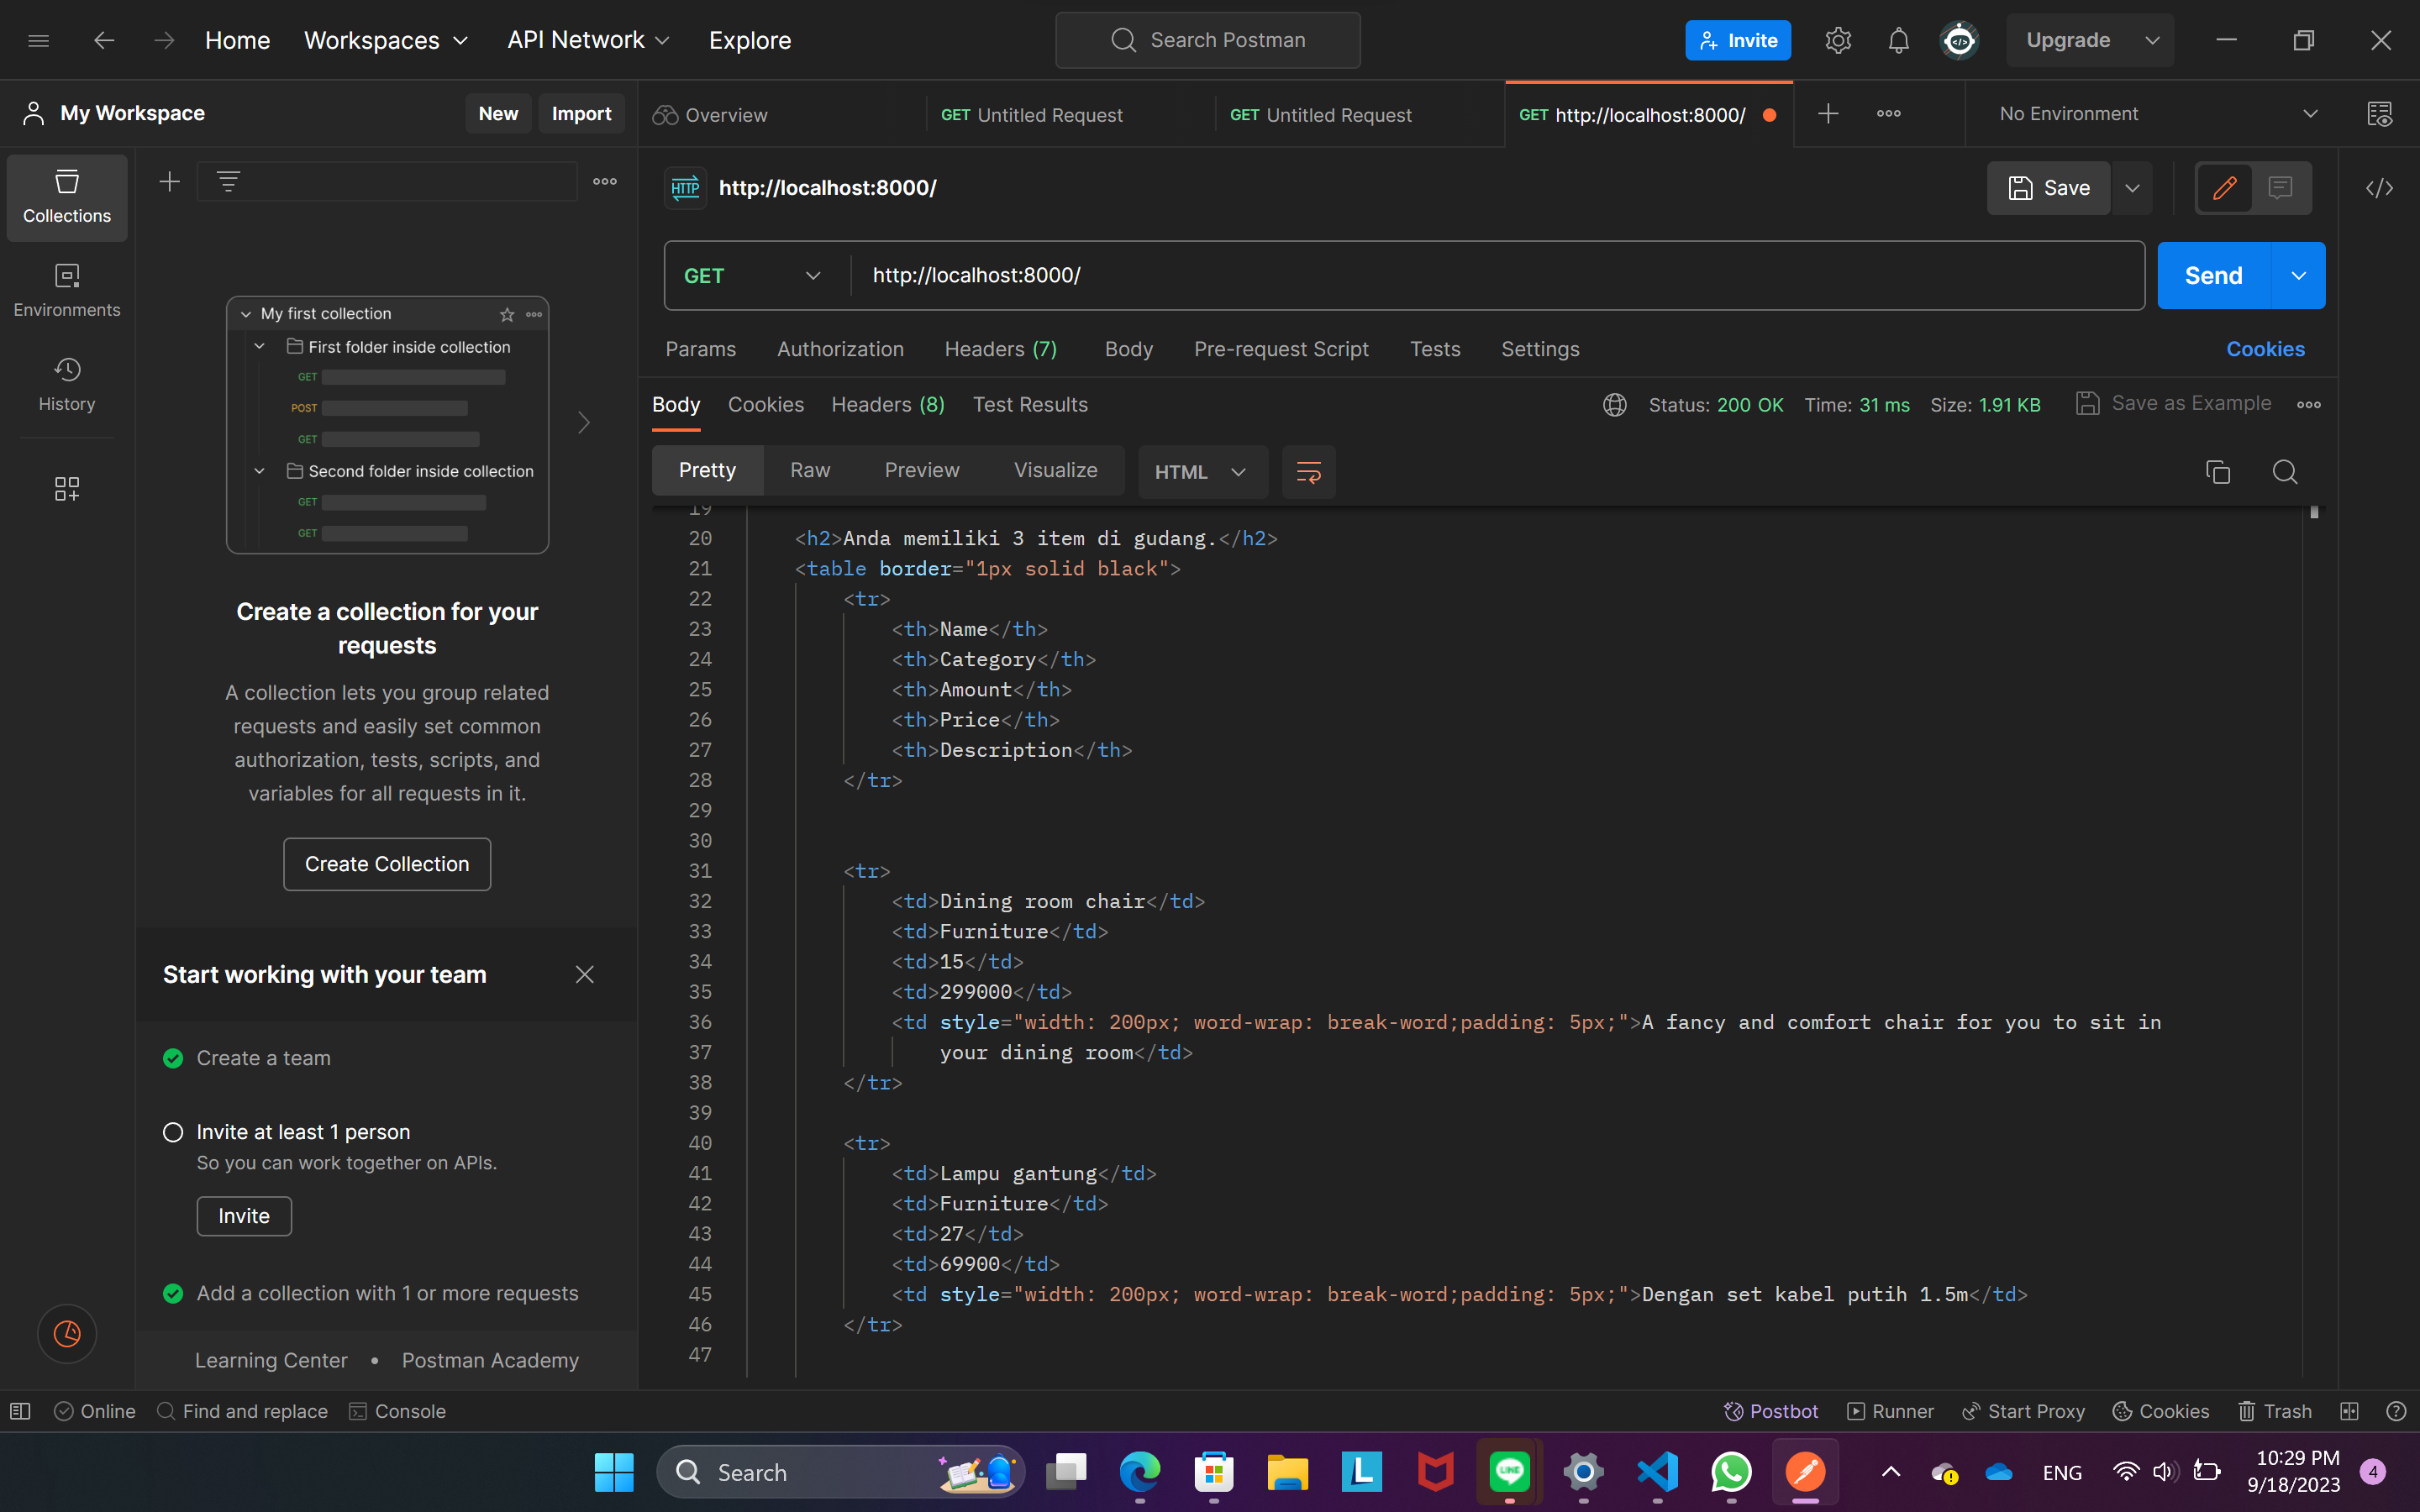 Home Workspaces API Network Explore Search Postman Invite Upgrade
My Workspace New Import
Overview GET Untitled Request GET Untitled Request GET http://localhost:8000/ No Environment
Collections
Environments
History
My first collection
First folder inside collection
GET
POST
GET
Second folder inside collection
GET
GET
Create a collection for your
requests
A collection lets you group related
requests and easily set common
authorization, tests, scripts, and
variables for all requests in it.
Create Collection
Start working with your team
Create a team
Invite at least 1 person
So you can work together on APIs.
Invite
Add a collection with 1 or more requests
Learning Center • Postman Academy
HTTP http://localhost:8000/ Save
GET http://localhost:8000/ Send
Params Authorization Headers (7) Body Pre-request Script Tests Settings Cookies
Body Cookies Headers (8) Test Results Status: 200 OK Time: 31 ms Size: 1.91 KB Save as Example
Pretty Raw Preview Visualize HTML
19
20 <h2>Anda memiliki 3 item di gudang.</h2>
21 <table border="1px solid black">
22 <tr>
23 <th>Name</th>
24 <th>Category</th>
25 <th>Amount</th>
26 <th>Price</th>
27 <th>Description</th>
28 </tr>
29
30
31 <tr>
32 <td>Dining room chair</td>
33 <td>Furniture</td>
34 <td>15</td>
35 <td>299000</td>
36 <td style="width: 200px; word-wrap: break-word;padding: 5px;">A fancy and comfort chair for you to sit in
37 your dining room</td>
38 </tr>
39
40 <tr>
41 <td>Lampu gantung</td>
42 <td>Furniture</td>
43 <td>27</td>
44 <td>69900</td>
45 <td style="width: 200px; word-wrap: break-word;padding: 5px;">Dengan set kabel putih 1.5m</td>
46 </tr>
47
Online Find and replace Console Postbot Runner Start Proxy Cookies Trash
Search L LINE ENG 10:29 PM 4
9/18/2023